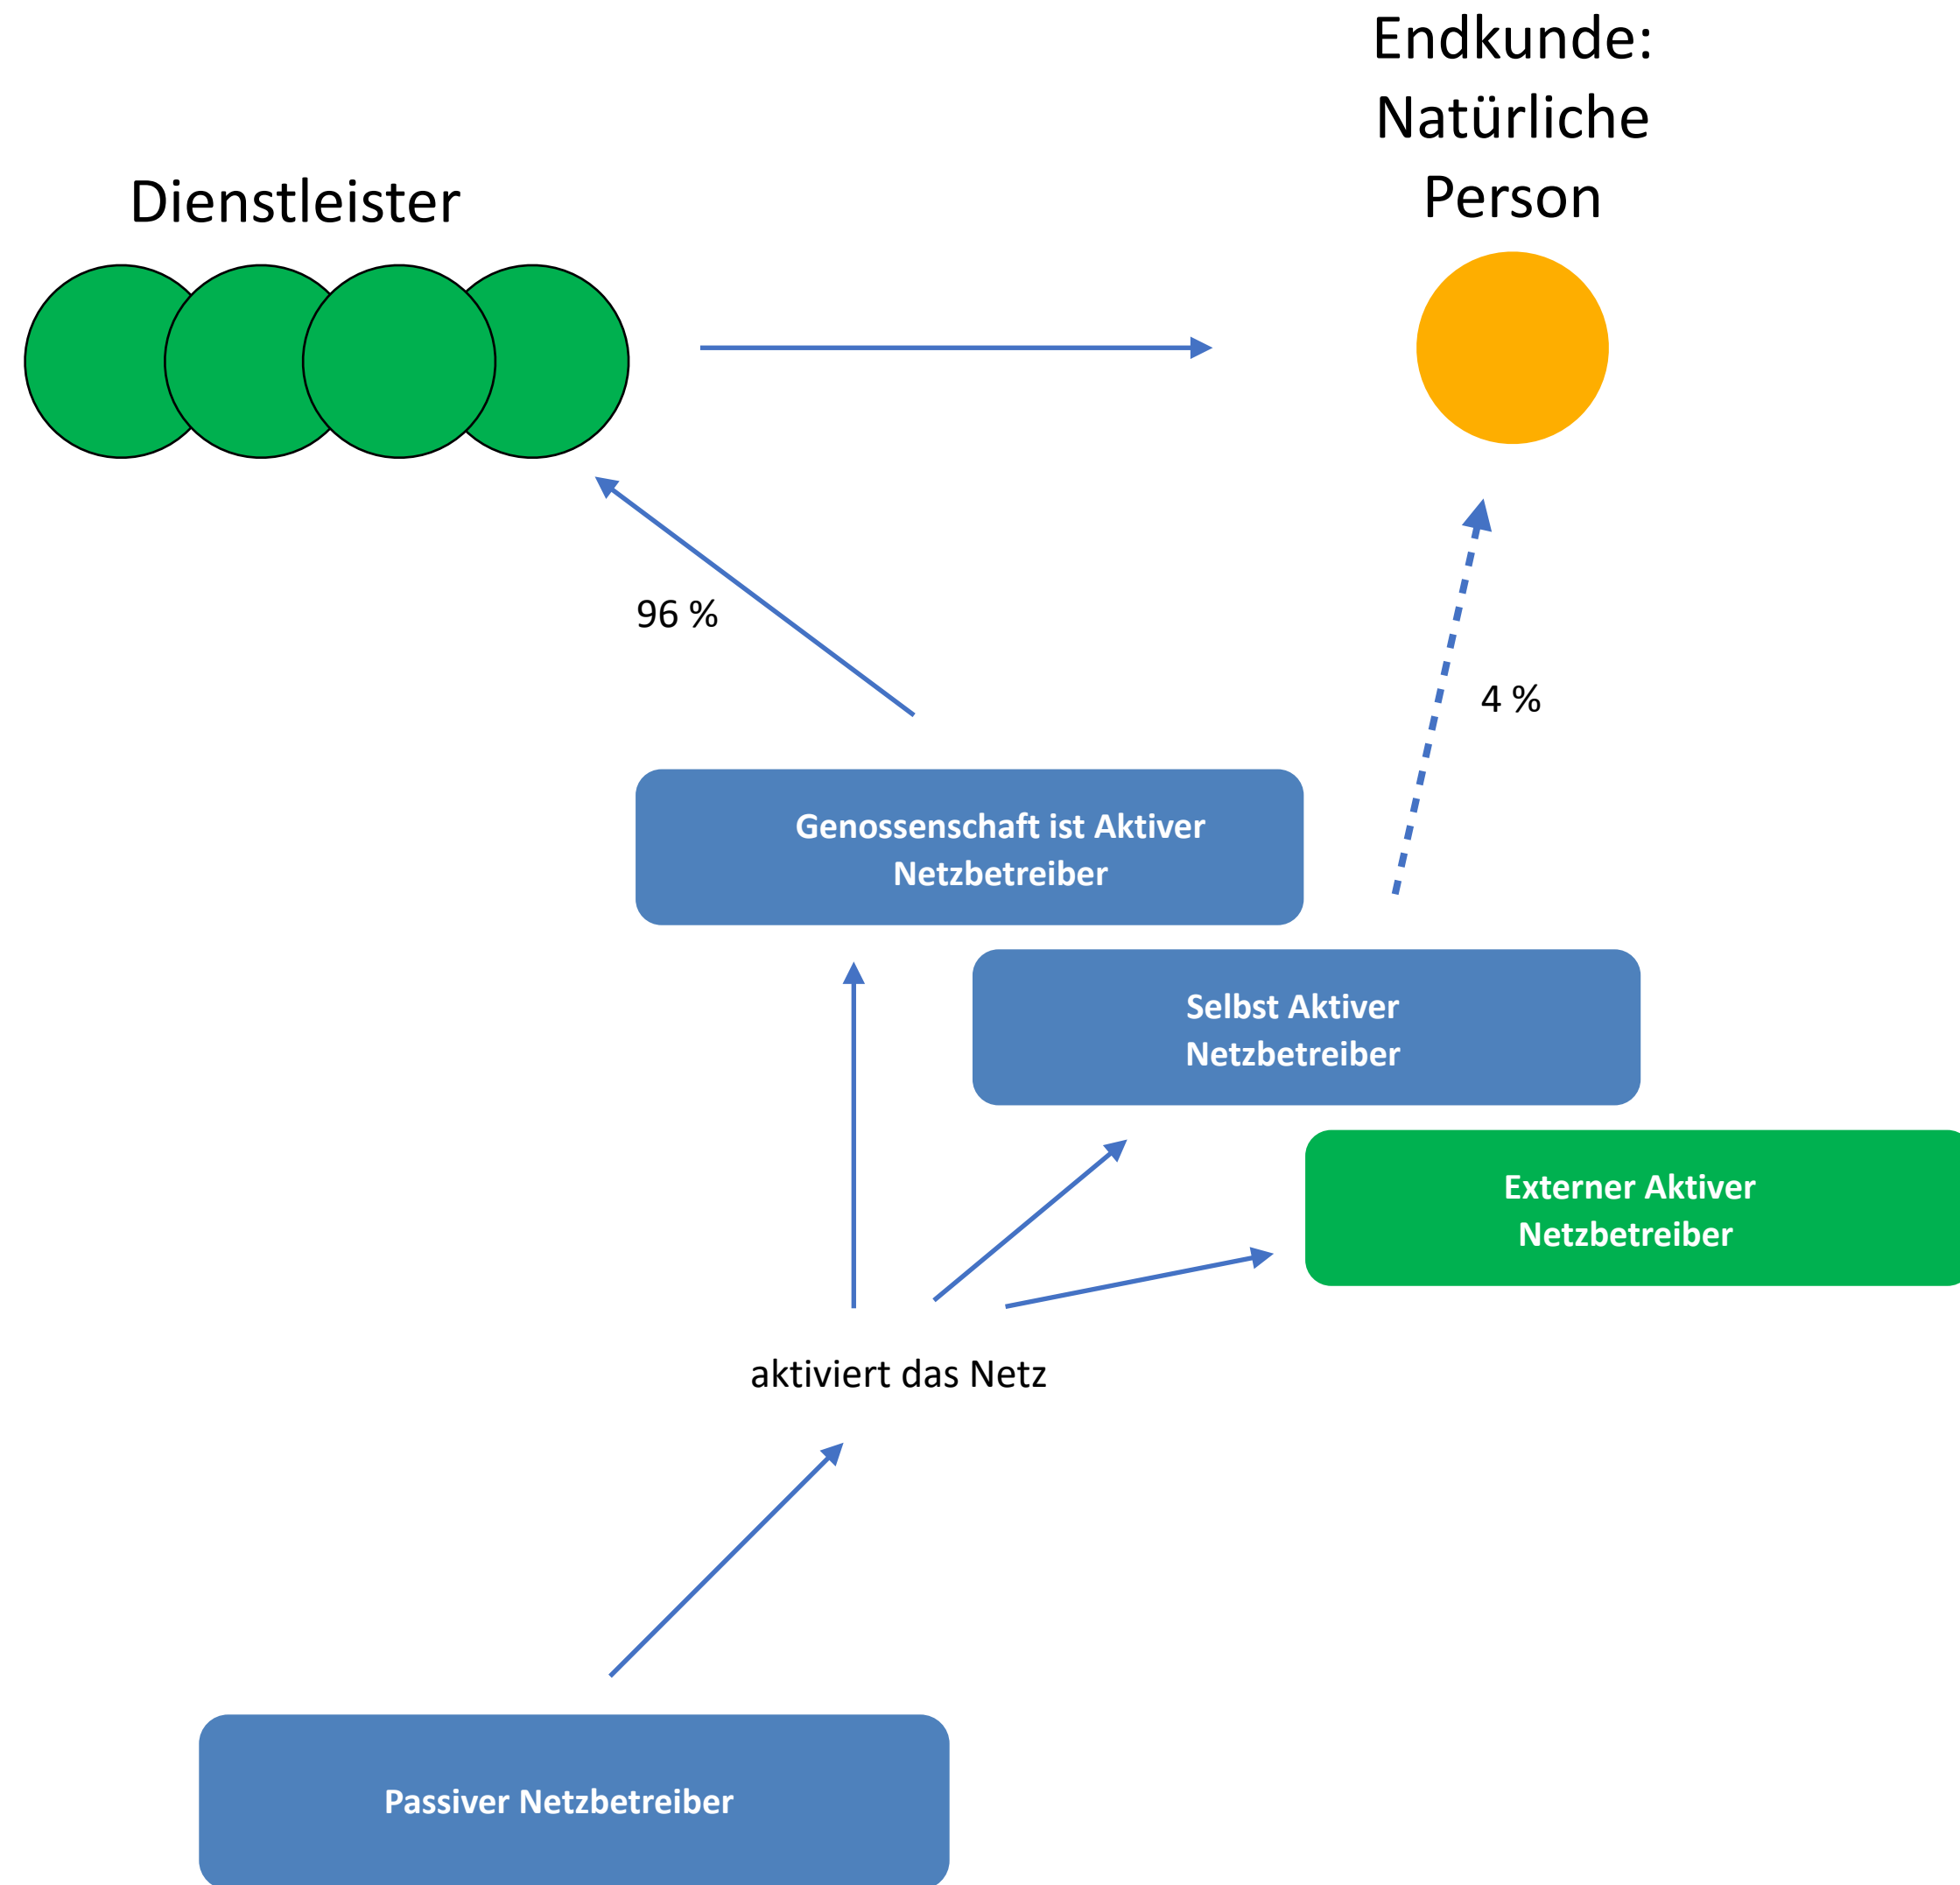 Endkunde:
Natürliche
Person
Dienstleister
96 %
4 %
Genossenschaft ist Aktiver
Netzbetreiber
Selbst Aktiver
Netzbetreiber
Externer Aktiver
Netzbetreiber
aktiviert das Netz
Passiver Netzbetreiber